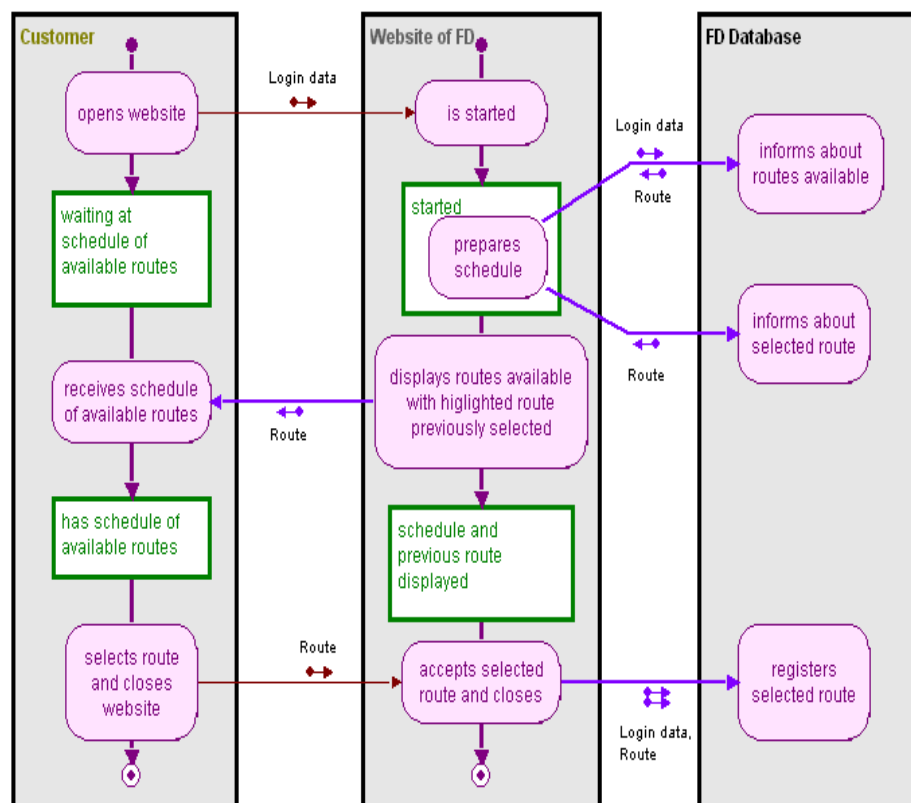 Customer
Website of FD
FD Database
opens website
Login data
is started
Login data
Route
informs about
routes available
waiting at
schedule of
available routes
started
prepares
schedule
informs about
selected route
Route
receives schedule
of available routes
Route
displays routes available
with higlighted route
previously selected
has schedule of
available routes
schedule and
previous route
displayed
selects route
and closes
website
Route
accepts selected
route and closes
Login data,
Route
registers
selected route